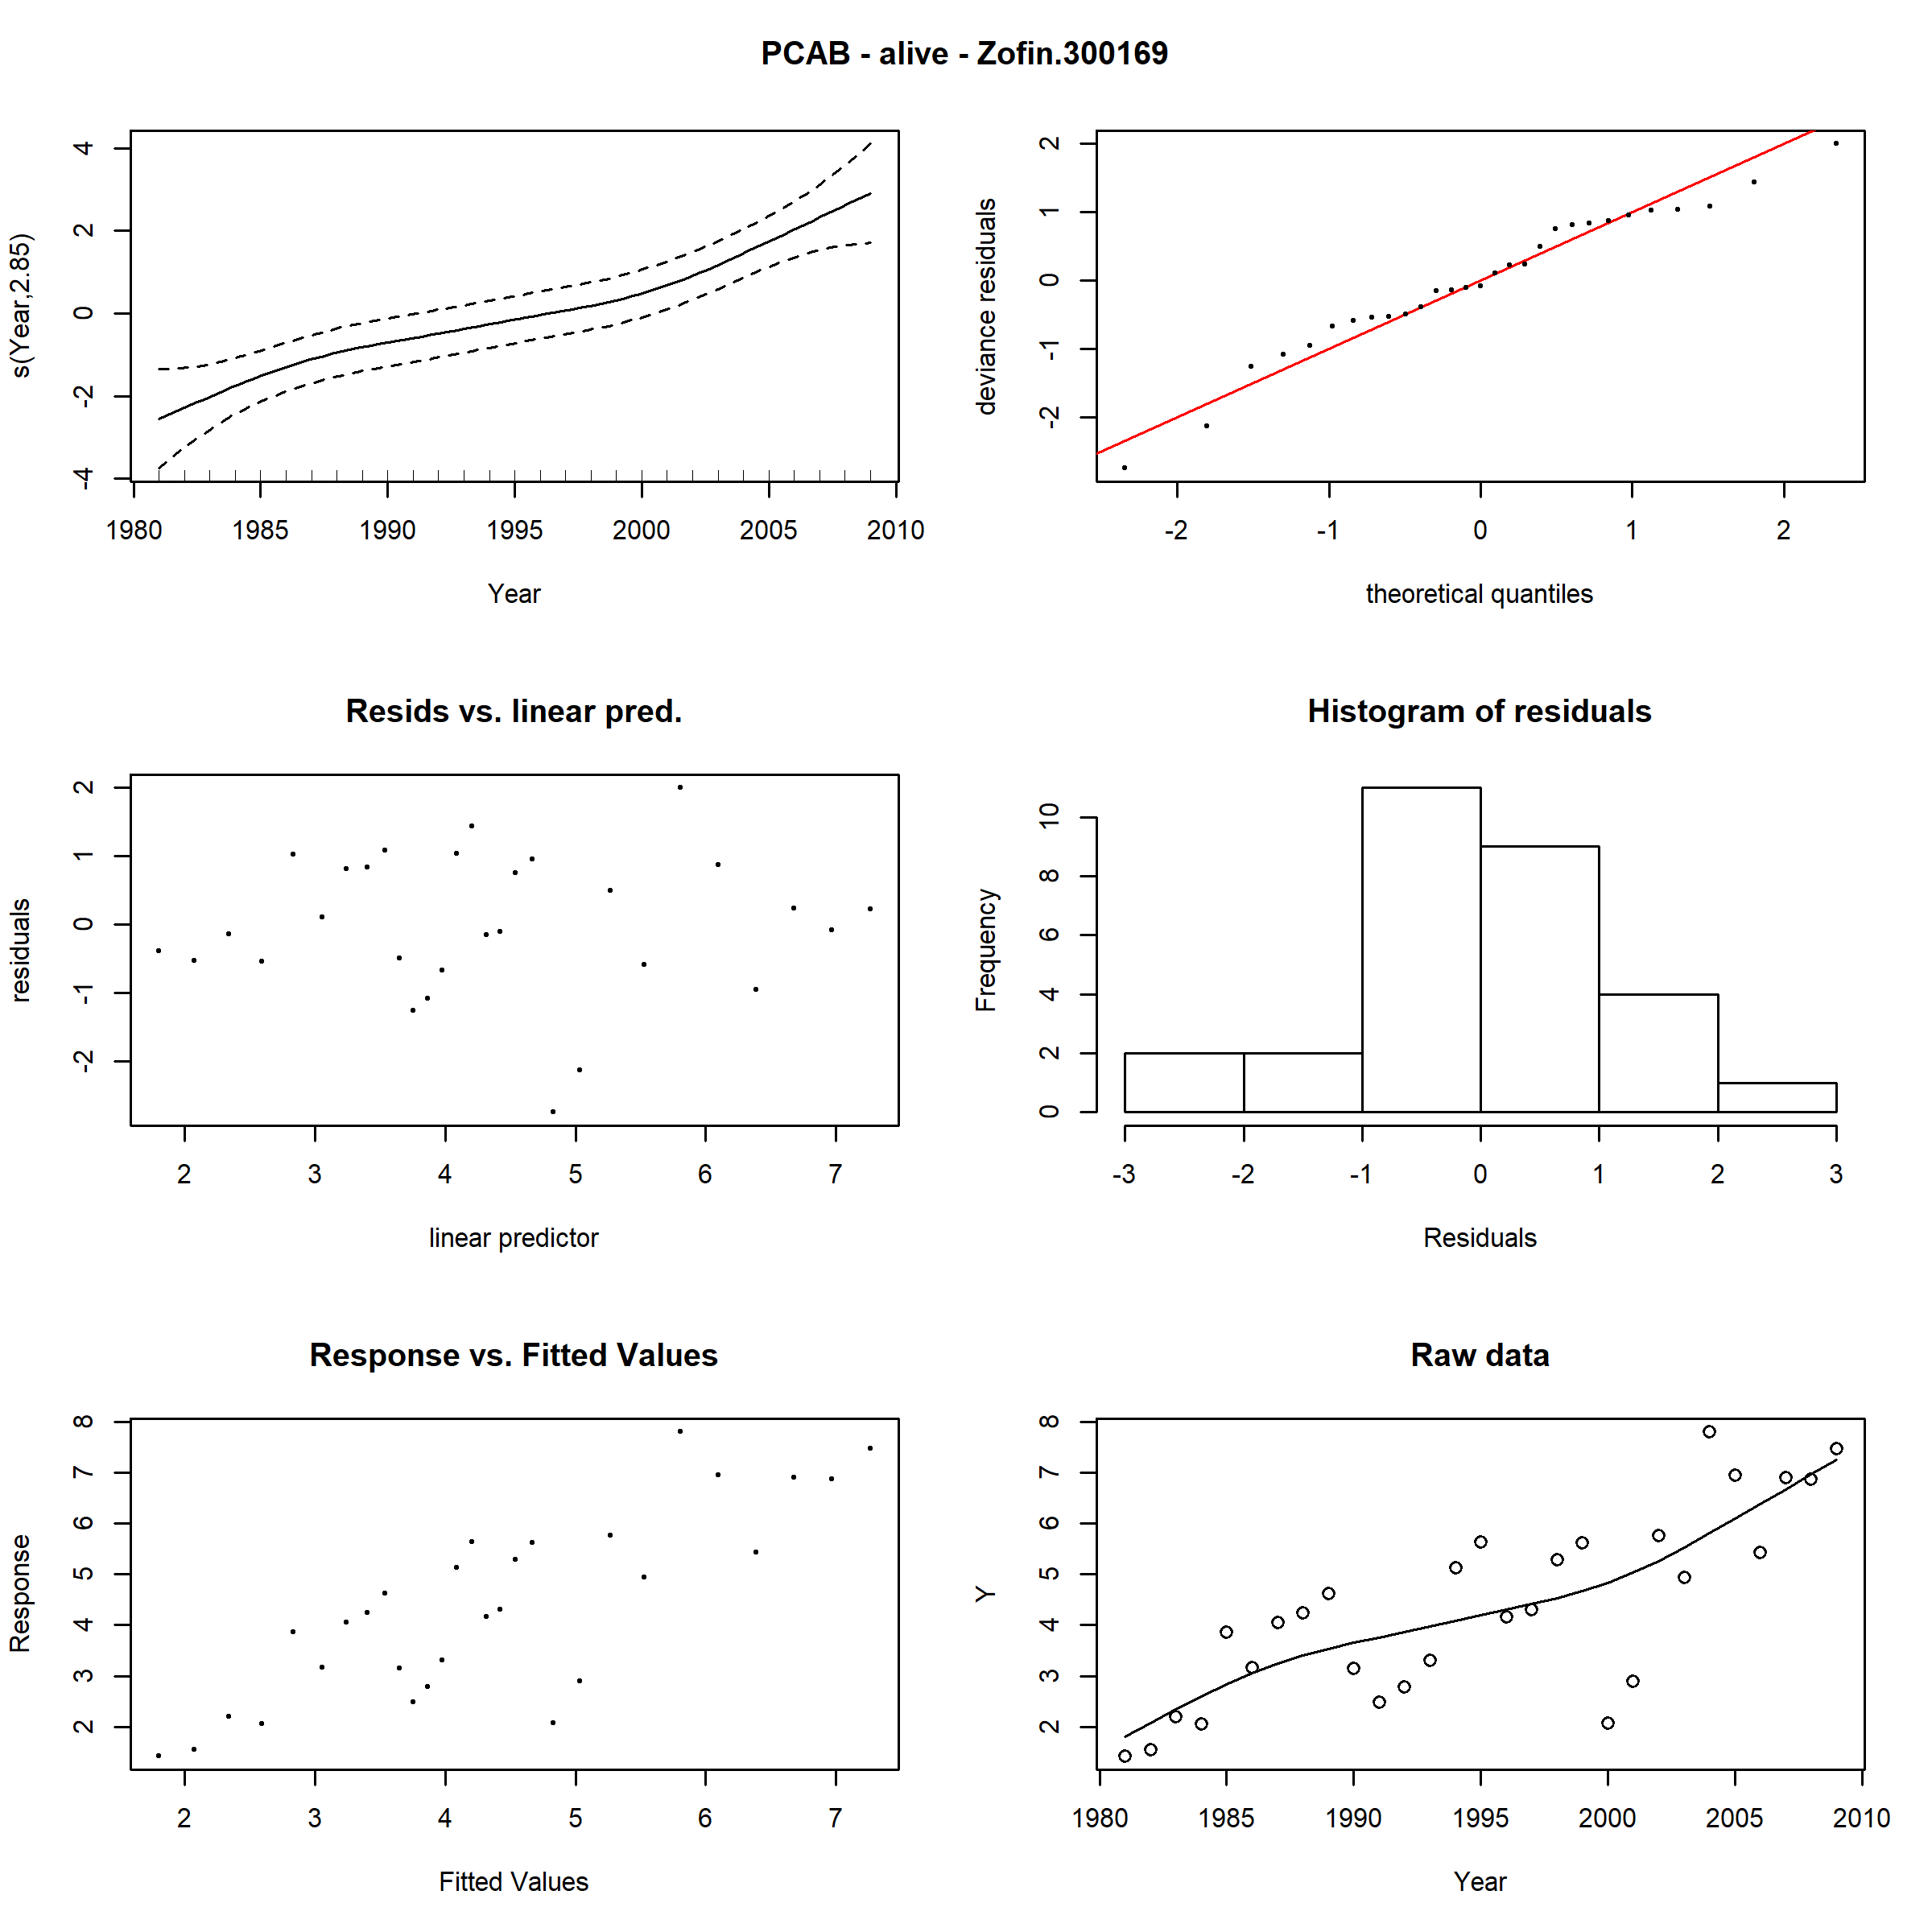 PCAB - alive - Zofin.300169
s(Year,2.85)
4
2
0
-2
-4
1980 1985 1990 1995 2000 2005 2010
Year
deviance residuals
2
1
0
-1
-2
-2 -1 0 1 2
theoretical quantiles
Resids vs. linear pred.
residuals
2
1
0
-1
-2
2 3 4 5 6 7
linear predictor
Histogram of residuals
Frequency
10
8
6
4
2
0
-3 -2 -1 0 1 2 3
Residuals
Response vs. Fitted Values
Response
8
7
6
5
4
3
2
2 3 4 5 6 7
Fitted Values
Raw data
Y
8
7
6
5
4
3
2
1980 1985 1990 1995 2000 2005 2010
Year